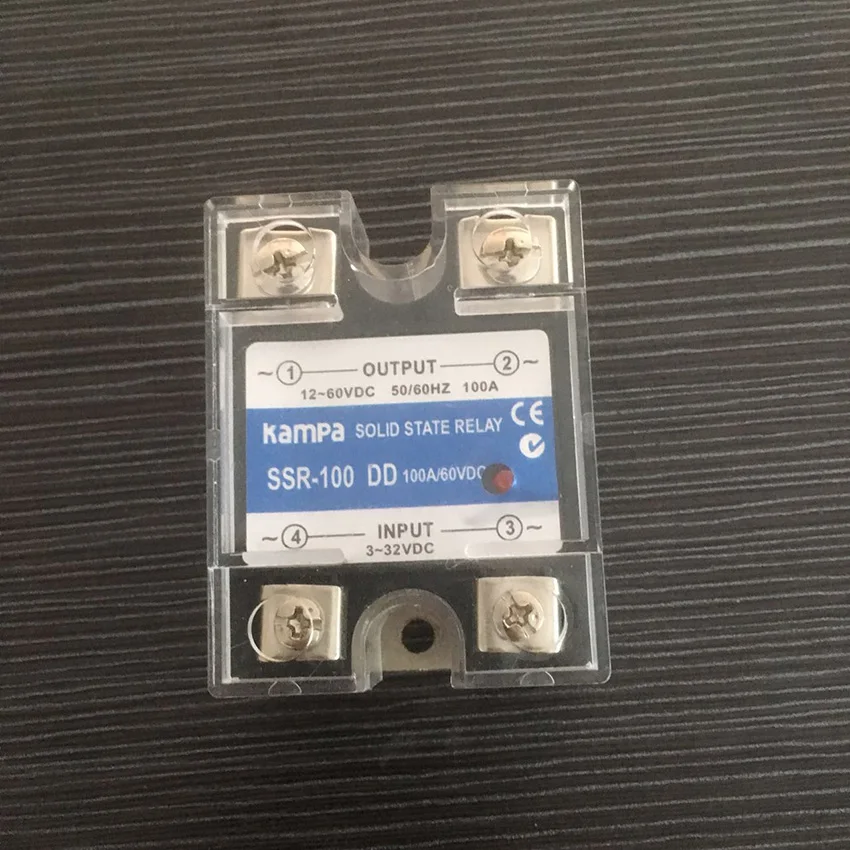 ~ 1 OUTPUT 2 ~
12~60VDC 50/60HZ 100A
CE
Kampa SOLID STATE RELAY
SSR-100 DD 100A/60VDC
~ 4 INPUT 3 ~
3~32VDC